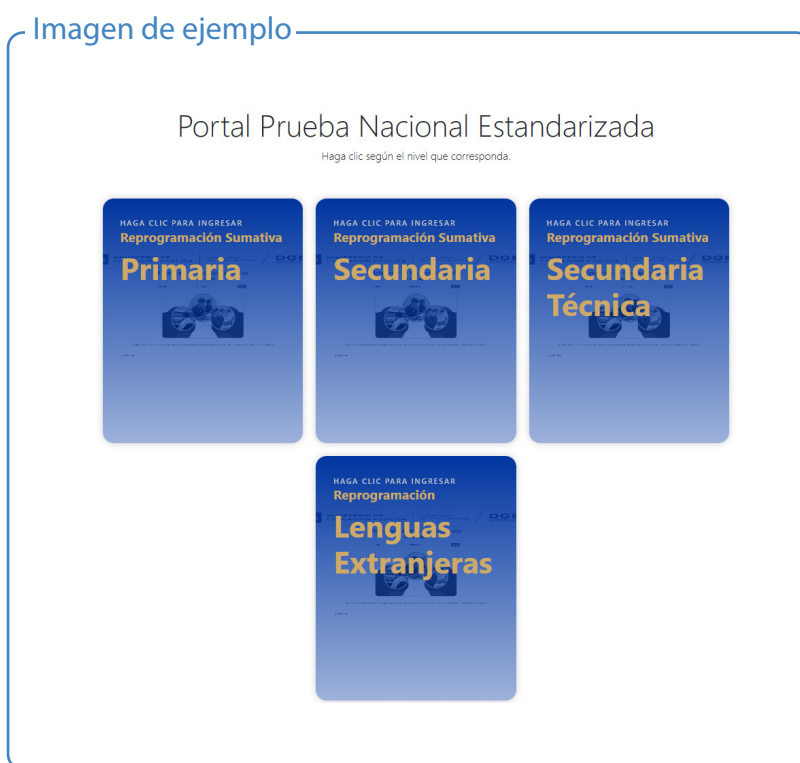 Imagen de ejemplo
Portal Prueba Nacional Estandarizada
Haga clic según el nivel que corresponda.
HAGA CLIC PARA INGRESAR
Reprogramación Sumativa
Primaria
HAGA CLIC PARA INGRESAR
Reprogramación Sumativa
Secundaria
HAGA CLIC PARA INGRESAR
Reprogramación Sumativa
Secundaria
Técnica
HAGA CLIC PARA INGRESAR
Reprogramación
Lenguas
Extranjeras